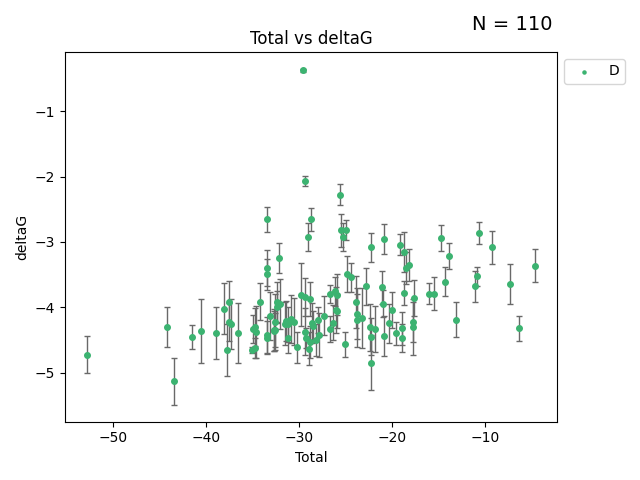 N = 110
Total vs deltaG
D
deltaG
−1
−2
−3
−4
−5
−50 −40 −30 −20 −10
Total